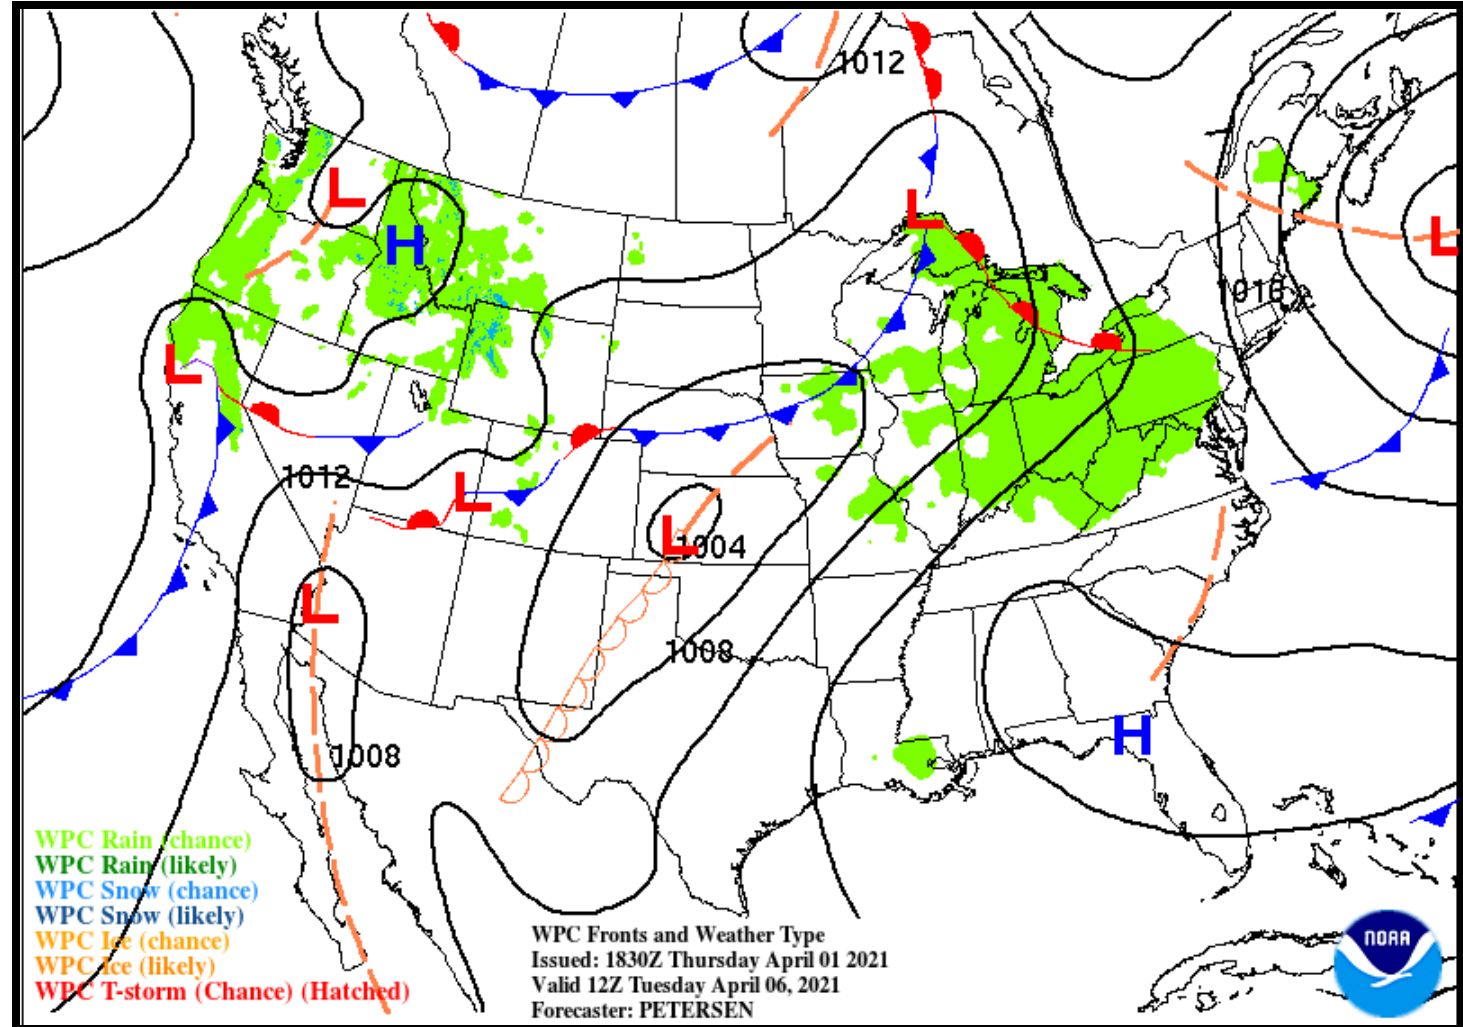 1012
L
H
L
1016
L
L
1012
L
L
1004
L
1008
H
1008
WPC Rain (chance)
WPC Rain (likely)
WPC Snow (chance)
WPC Snow (likely)
WPC Ice (chance)
WPC Ice (likely)
WPC T-storm (Chance) (Hatched)
WPC Fronts and Weather Type
Issued: 1830Z Thursday April 01 2021
Valid 12Z Tuesday April 06, 2021
Forecaster: PETERSEN
NOAA